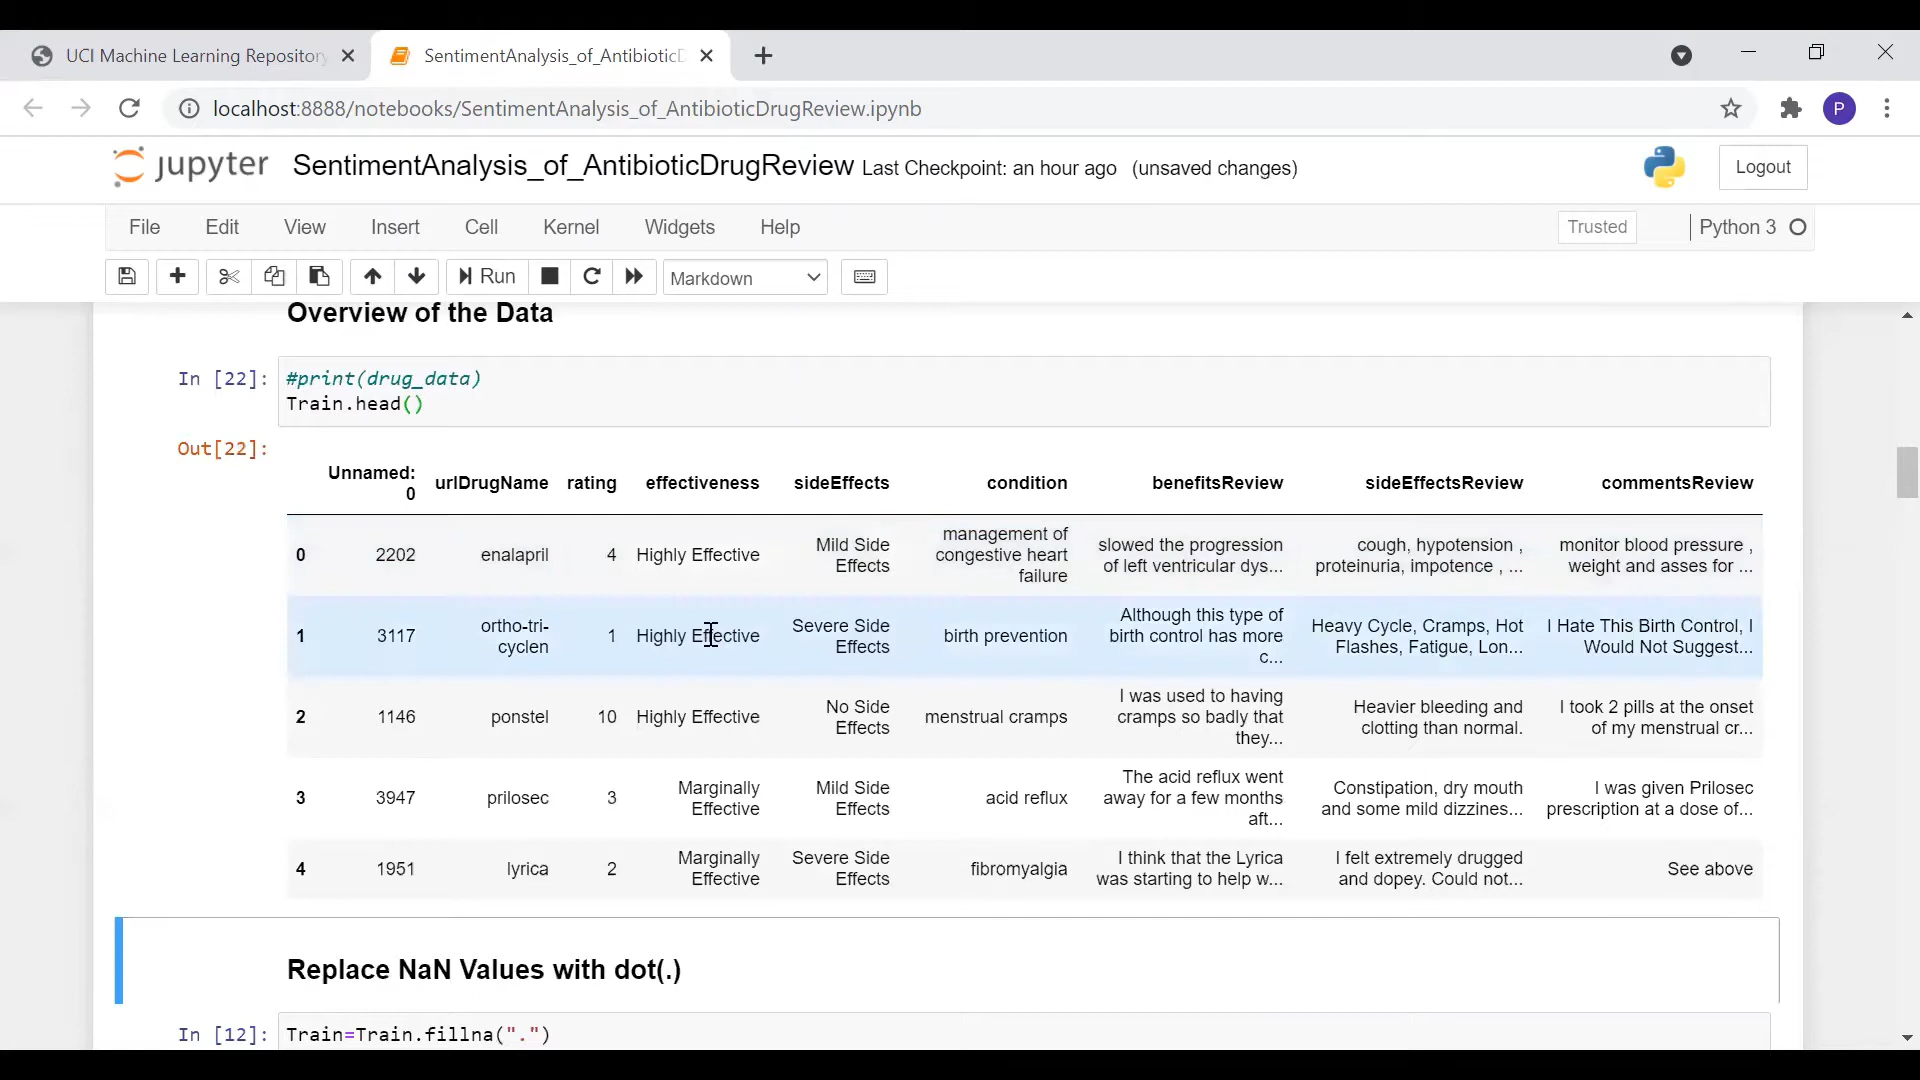 UCI Machine Learning Repository
SentimentAnalysis_of_AntibioticD
localhost:8888/notebooks/SentimentAnalysis_of_AntibioticDrugReview.ipynb
P
jupyter SentimentAnalysis_of_AntibioticDrugReview Last Checkpoint: an hour ago (unsaved changes)
Logout
File Edit View Insert Cell Kernel Widgets Help
Trusted Python 3
Run Markdown
Overview of the Data
In [22]: #print(drug_data)
Train.head()
Out[22]:
Unnamed: 0 urlDrugName rating effectiveness sideEffects condition benefitsReview sideEffectsReview commentsReview
0 2202 enalapril 4 Highly Effective Mild Side Effects management of congestive heart failure slowed the progression of left ventricular dys... cough, hypotension , proteinuria, impotence , ... monitor blood pressure , weight and asses for ...
1 3117 ortho-tri-cyclen 1 Highly Effective Severe Side Effects birth prevention Although this type of birth control has more c... Heavy Cycle, Cramps, Hot Flashes, Fatigue, Lon... I Hate This Birth Control, I Would Not Suggest...
2 1146 ponstel 10 Highly Effective No Side Effects menstrual cramps I was used to having cramps so badly that they... Heavier bleeding and clotting than normal. I took 2 pills at the onset of my menstrual cr...
3 3947 prilosec 3 Marginally Effective Mild Side Effects acid reflux The acid reflux went away for a few months aft... Constipation, dry mouth and some mild dizzines... I was given Prilosec prescription at a dose of...
4 1951 lyrica 2 Marginally Effective Severe Side Effects fibromyalgia I think that the Lyrica was starting to help w... I felt extremely drugged and dopey. Could not... See above
Replace NaN Values with dot(.)
In [12]: Train=Train.fillna(".")